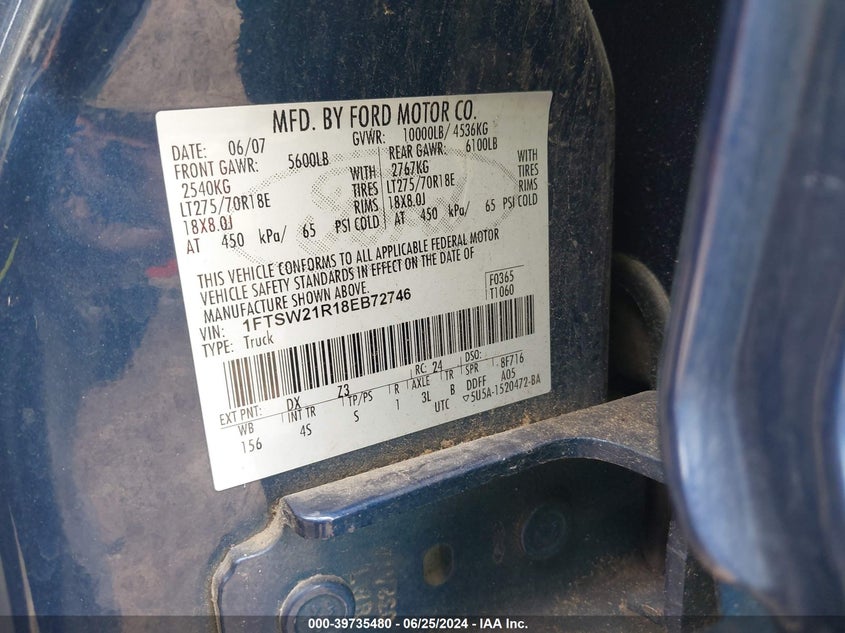 MFD. BY FORD MOTOR CO.
DATE: 06/07 GVWR: 10000LB/ 4536KG
FRONT GAWR: 5600LB REAR GAWR: 6100LB
2540KG WITH 2767KG WITH
LT275/70R18E TIRES LT275/70R18E TIRES
18X8.0J RIMS 18X8.0J RIMS
AT 450 kPa/ 65 PSI COLD AT 450 kPa/ 65 PSI COLD
THIS VEHICLE CONFORMS TO ALL APPLICABLE FEDERAL MOTOR
VEHICLE SAFETY STANDARDS IN EFFECT ON THE DATE OF
MANUFACTURE SHOWN ABOVE. F0365
VIN: 1FTSW21R18EB72746 T1060
TYPE: Truck
EXT PNT: DX Z3 RC: 24 DSO:
WB INT TR TP/PS R AXLE TR SPR 8F716
156 4S S 1 3L B DDFF A05
UTC ▽5U5A-1520472-BA
000-39735480 - 06/25/2024 - IAA Inc.